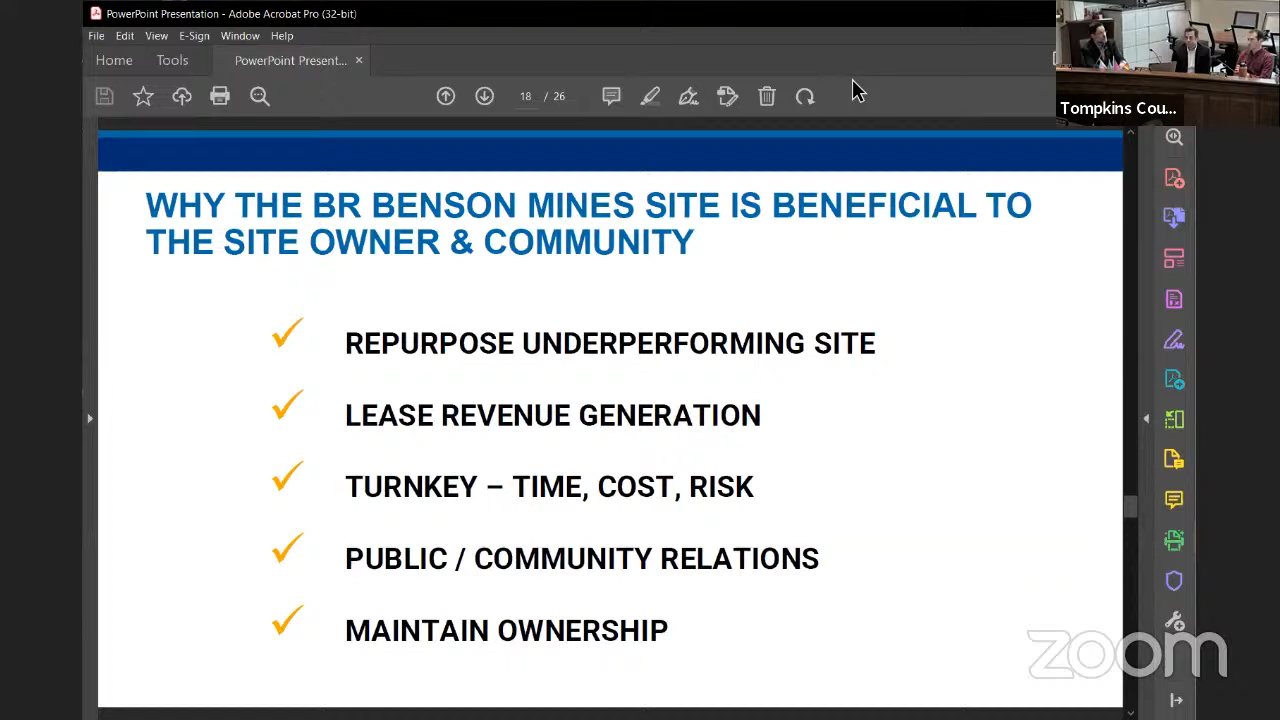 PowerPoint Presentation - Adobe Acrobat Pro (32-bit)
File Edit View E-Sign Window Help
Home Tools PowerPoint Present... ×
18 / 26
Tompkins Cou...
WHY THE BR BENSON MINES SITE IS BENEFICIAL TO
THE SITE OWNER & COMMUNITY
✓ REPURPOSE UNDERPERFORMING SITE
✓ LEASE REVENUE GENERATION
✓ TURNKEY – TIME, COST, RISK
✓ PUBLIC / COMMUNITY RELATIONS
✓ MAINTAIN OWNERSHIP
zoom